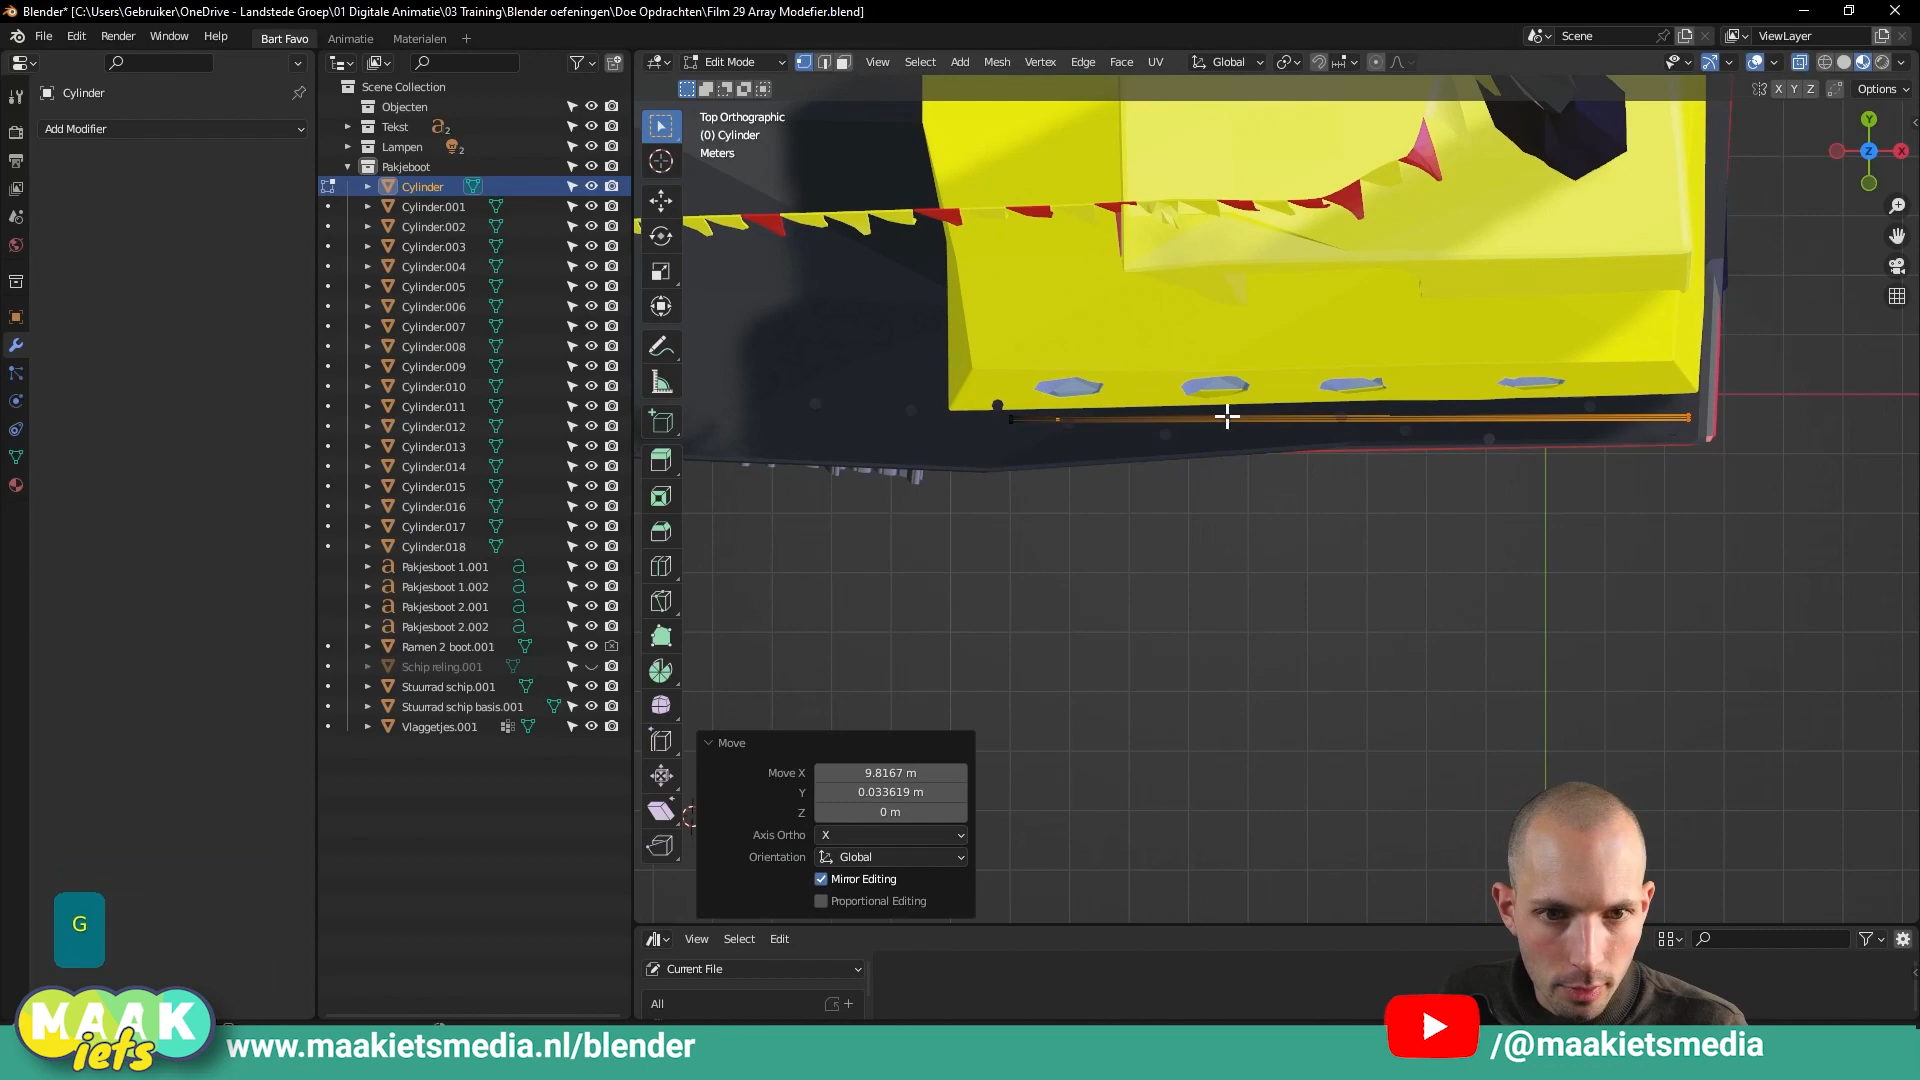 Blender* [C:\Users\Gebruiker\OneDrive - Landstede Groep\01 Digitale Animatie\03 Training\Blender oefeningen\Doe Opdrachten\Film 29 Array Modefier.blend]
File Edit Render Window Help Bart Favo Animatie Materialen + Scene ViewLayer
Edit Mode View Select Add Mesh Vertex Edge Face UV Global
X Y Z Options
Cylinder
Add Modifier
Scene Collection
Objecten
Tekst 2
Lampen 2
Pakjeboot
Cylinder
Cylinder.001
Cylinder.002
Cylinder.003
Cylinder.004
Cylinder.005
Cylinder.006
Cylinder.007
Cylinder.008
Cylinder.009
Cylinder.010
Cylinder.011
Cylinder.012
Cylinder.013
Cylinder.014
Cylinder.015
Cylinder.016
Cylinder.017
Cylinder.018
Pakjesboot 1.001
Pakjesboot 1.002
Pakjesboot 2.001
Pakjesboot 2.002
Ramen 2 boot.001
Schip reling.001
Stuurrad schip.001
Stuurrad schip basis.001
Vlaggetjes.001
Top Orthographic
(0) Cylinder
Meters
Y
Z X
Move
Move X 9.8167 m
Y 0.033619 m
Z 0 m
Axis Ortho X
Orientation Global
Mirror Editing
Proportional Editing
View Select Edit
Current File
All
G
MAAK
iets
www.maakietsmedia.nl/blender
/@maakietsmedia